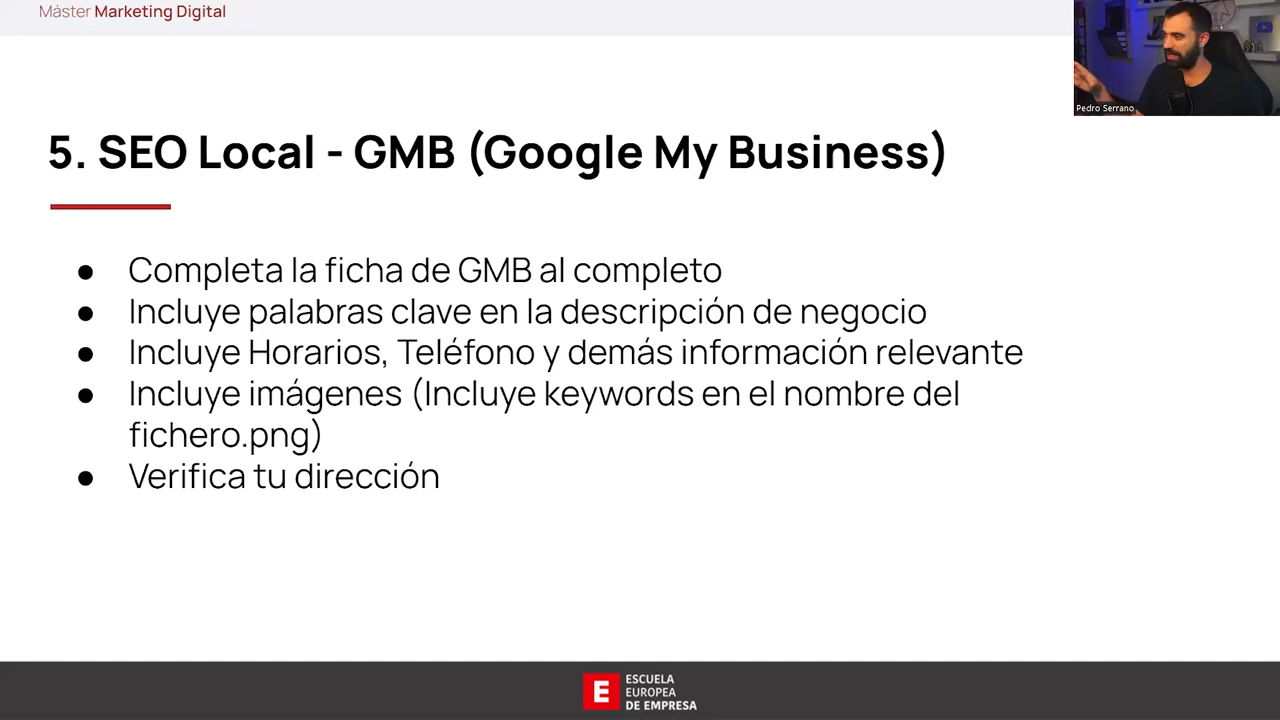 Máster Marketing Digital
Pedro Serrano
5. SEO Local - GMB (Google My Business)
● Completa la ficha de GMB al completo
● Incluye palabras clave en la descripción de negocio
● Incluye Horarios, Teléfono y demás información relevante
● Incluye imágenes (Incluye keywords en el nombre del
fichero.png)
● Verifica tu dirección
E
ESCUELA
EUROPEA
DE EMPRESA